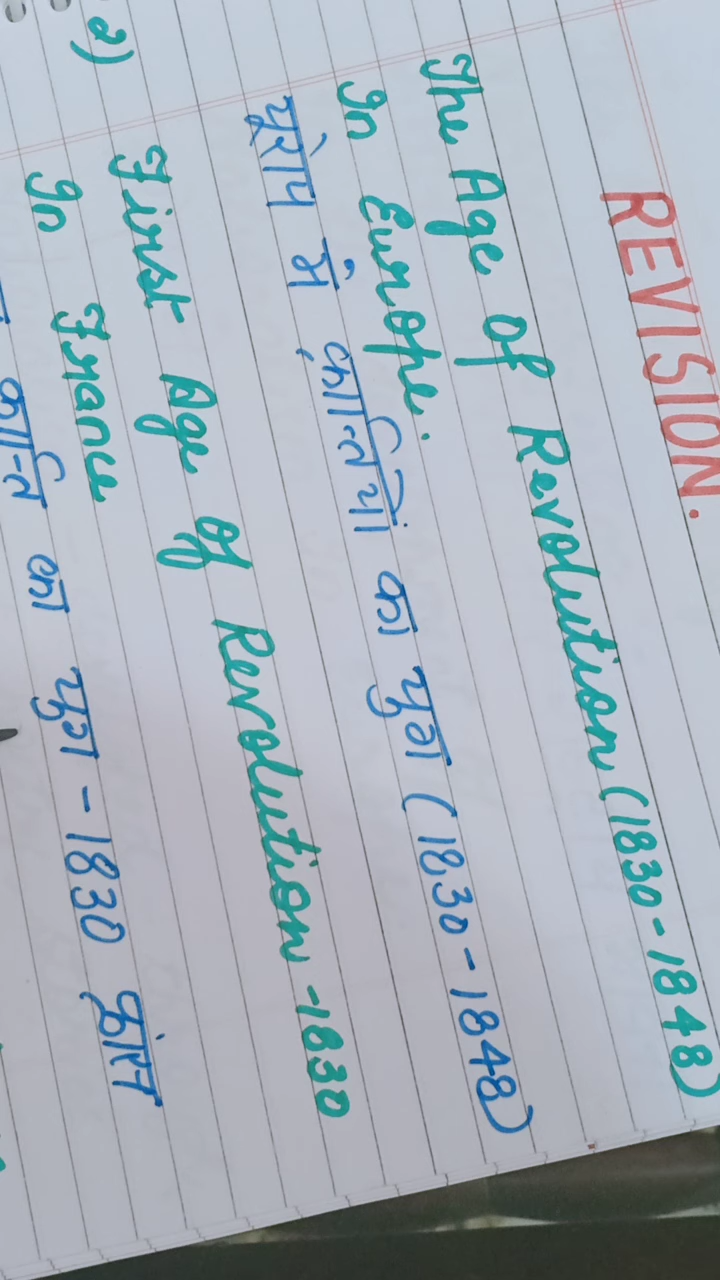 REVISION.
The Age of Revolution (1830-1848)
In Europe.
यूरोप में क्रान्तियों का युग (1830-1848)
2) First Age of Revolution -1830
In France
क्रान्ति का युग - 1830 फ्रांस